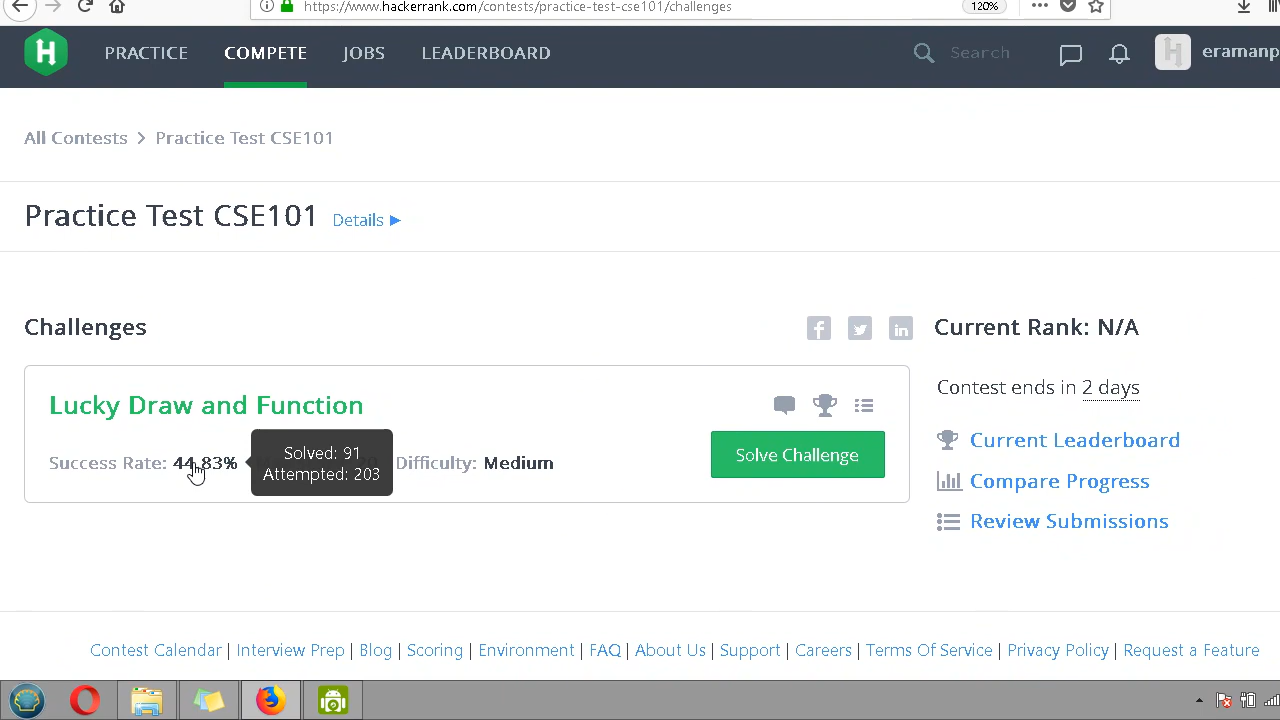 https://www.hackerrank.com/contests/practice-test-cse101/challenges 120%
H PRACTICE COMPETE JOBS LEADERBOARD Search eramanp
All Contests > Practice Test CSE101
Practice Test CSE101 Details ▶
Challenges
Lucky Draw and Function
Success Rate: 44.83% Difficulty: Medium
Solved: 91
Attempted: 203
Solve Challenge
Current Rank: N/A
Contest ends in 2 days
Current Leaderboard
Compare Progress
Review Submissions
Contest Calendar | Interview Prep | Blog | Scoring | Environment | FAQ | About Us | Support | Careers | Terms Of Service | Privacy Policy | Request a Feature